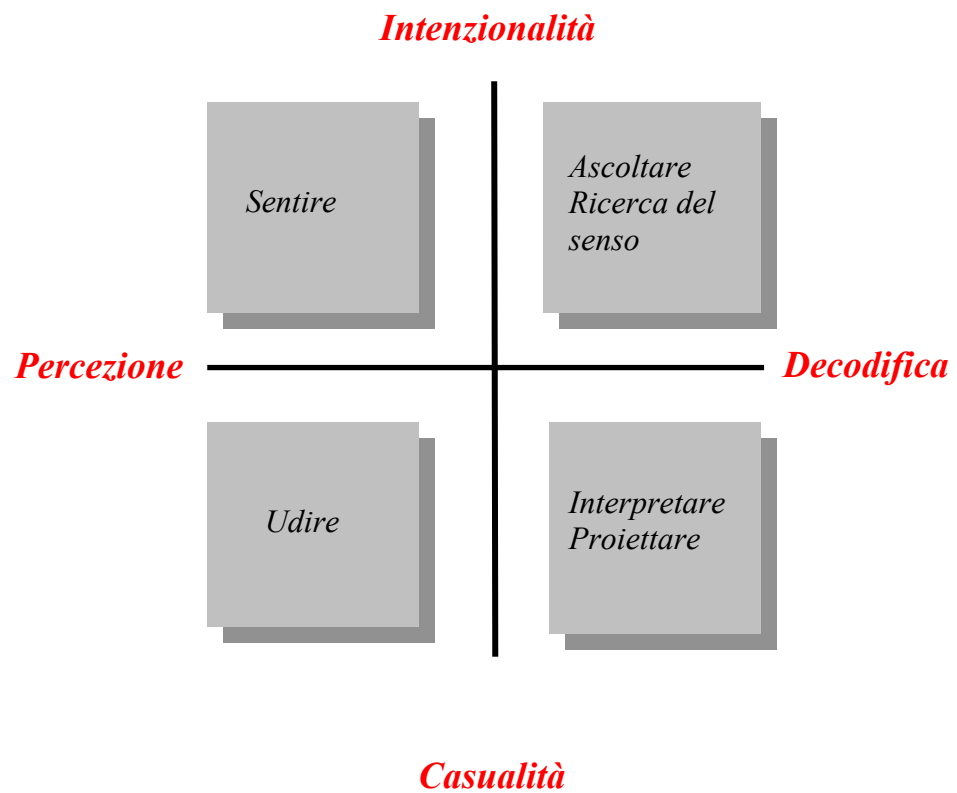 Intenzionalità
Sentire
Ascoltare
Ricerca del
senso
Percezione
Decodifica
Udire
Interpretare
Proiettare
Casualità